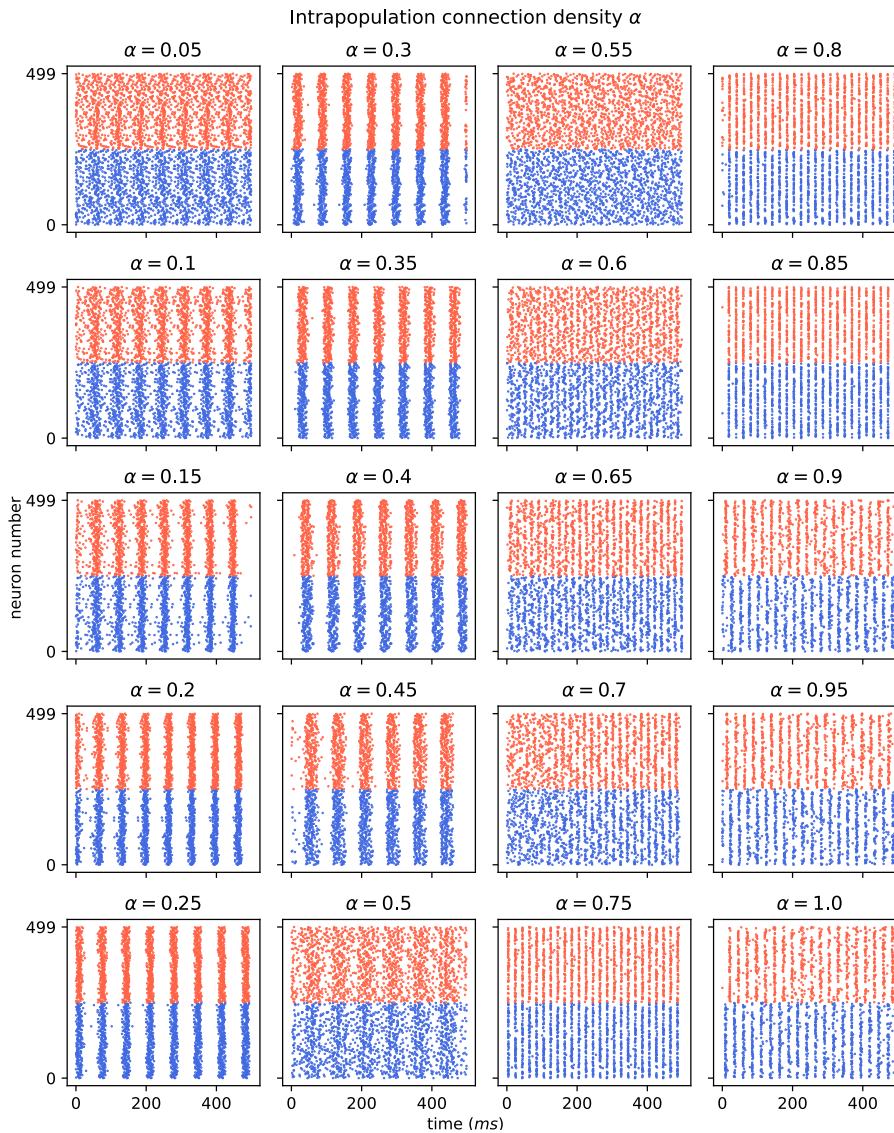 Intrapopulation connection density α
α = 0.05
α = 0.3
α = 0.55
α = 0.8
499
0
α = 0.1
α = 0.35
α = 0.6
α = 0.85
499
0
α = 0.15
α = 0.4
α = 0.65
α = 0.9
499
0
neuron number
α = 0.2
α = 0.45
α = 0.7
α = 0.95
499
0
α = 0.25
α = 0.5
α = 0.75
α = 1.0
499
0
0 200 400 0 200 400 0 200 400 0 200 400
time (ms)